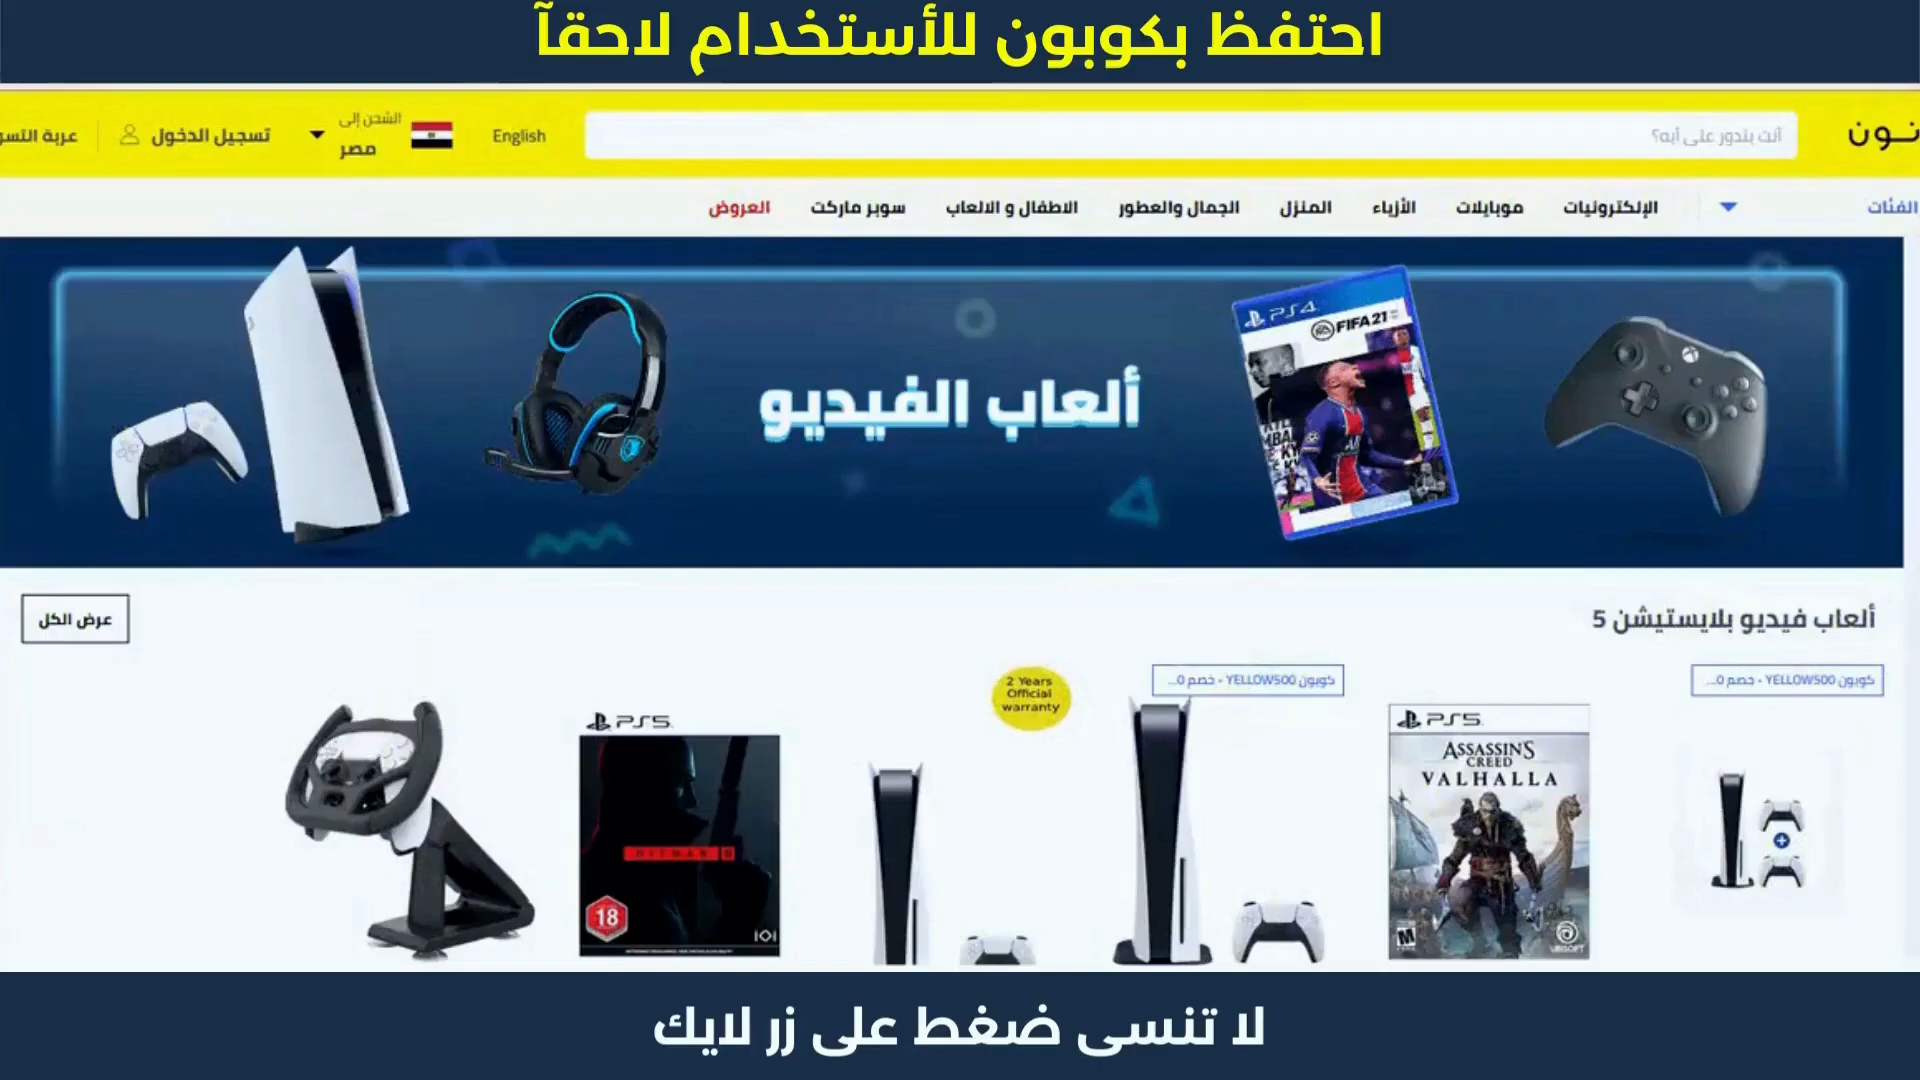 احتفظ بكوبون للأستخدام لاحقآ
نون
أنت بتدور على أيه؟
English
الشحن إلى
مصر
تسجيل الدخول
عربة
الفئات
الإلكترونيات
موبايلات
الأزياء
المنزل
الجمال والعطور
الاطفال و الالعاب
سوبر ماركت
العروض
ألعاب الفيديو
PS4
FIFA 21
ألعاب فيديو بلايستيشن 5
عرض الكل
كوبون YELLOW500 - خصم 0...
كوبون YELLOW500 - خصم 0...
2 Years
Official
warranty
PS5
ASSASSIN'S
CREED
VALHALLA
M
UBISOFT
PS5
HITMAN
18
IOI
لا تنسى ضغط على زر لايك